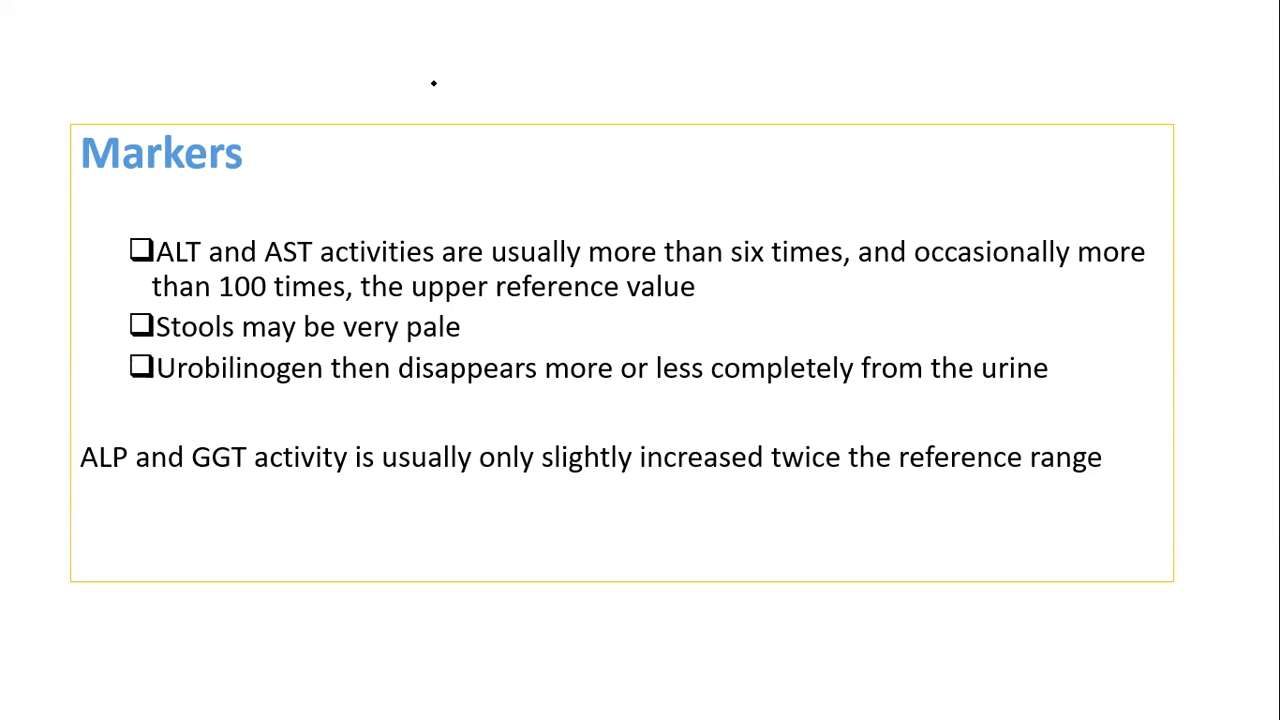 Markers
❑ALT and AST activities are usually more than six times, and occasionally more
than 100 times, the upper reference value
❑Stools may be very pale
❑Urobilinogen then disappears more or less completely from the urine
ALP and GGT activity is usually only slightly increased twice the reference range